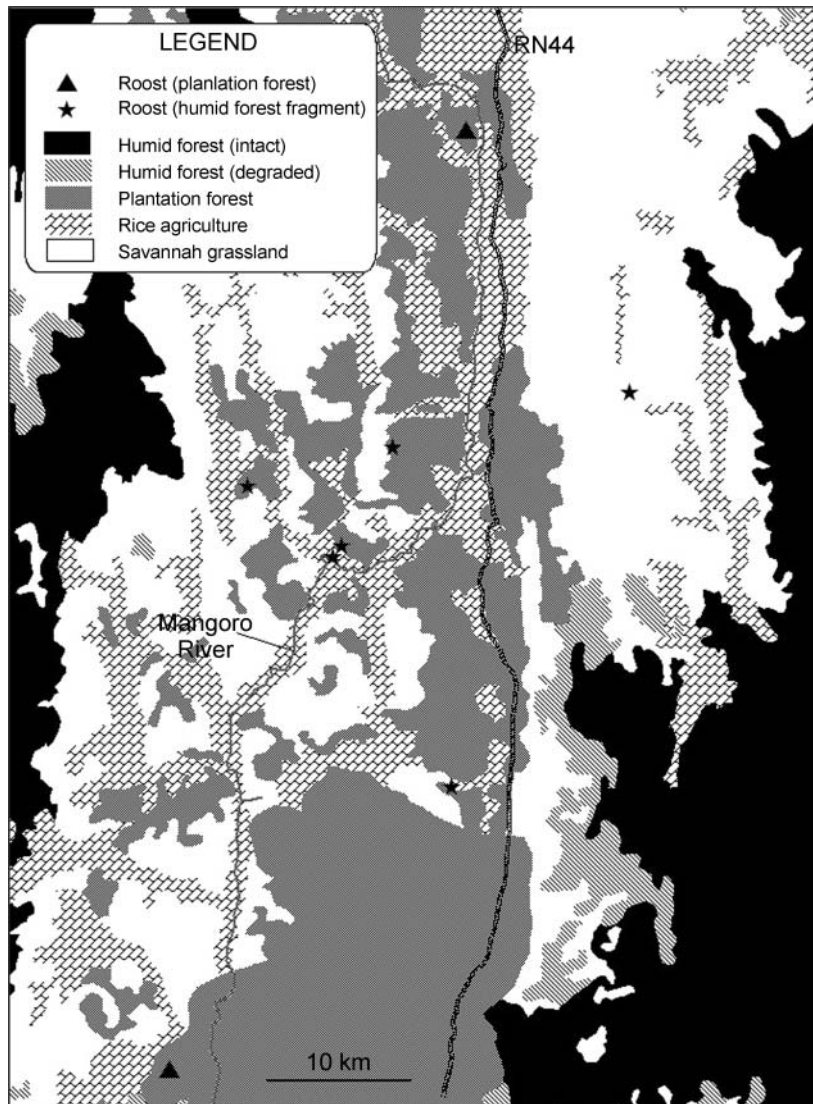 LEGEND
Roost (planlation forest)
Roost (humid forest fragment)
Humid forest (intact)
Humid forest (degraded)
Plantation forest
Rice agriculture
Savannah grassland
RN44
Mangoro
River
10 km